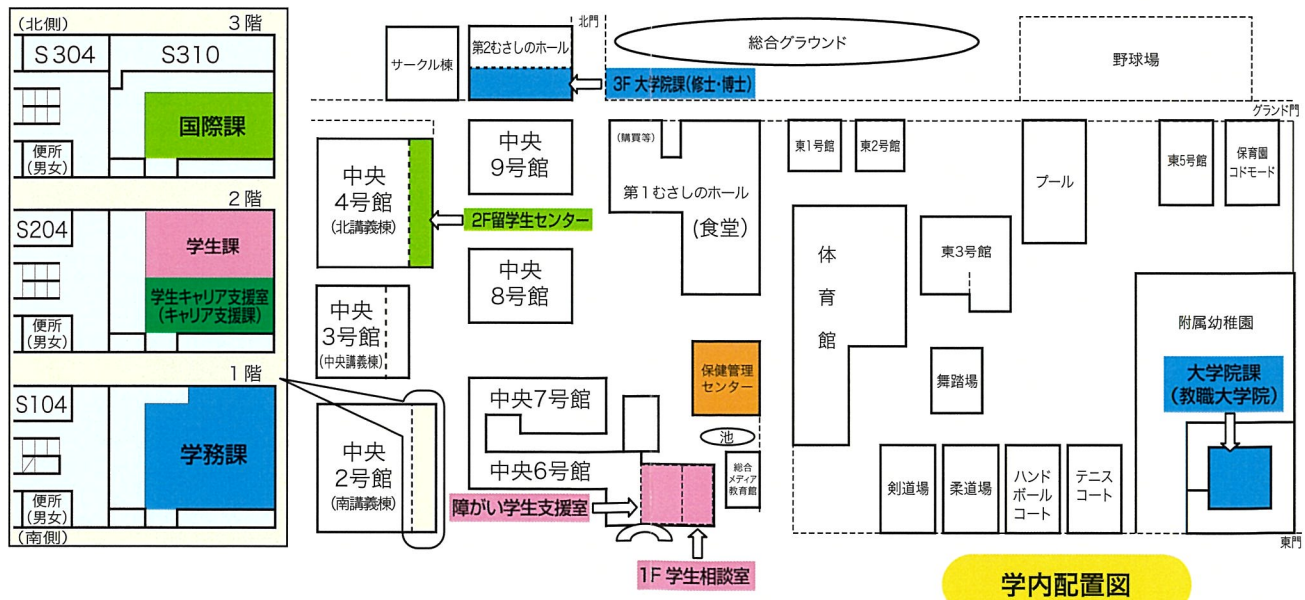 (北側)
3階
S304
S310
国際課
便所
(男女)
2階
S204
学生課
学生キャリア支援室
(キャリア支援課)
便所
(男女)
1階
S104
学務課
便所
(男女)
(南側)
サークル棟
第2むさしのホール
北門
3F 大学院課(修士・博士)
総合グラウンド
野球場
グランド門
中央
4号館
(北講義棟)
2F留学生センター
中央
9号館
中央
8号館
(購買等)
第1むさしのホール
(食堂)
東1号館
東2号館
プール
東5号館
保育園
コドモード
体
育
館
東3号館
中央
3号館
(中央講義棟)
保健管理
センター
舞踏場
附属幼稚園
大学院課
(教職大学院)
中央
2号館
(南講義棟)
中央7号館
中央6号館
池
総合
メディア
教育館
障がい学生支援室
1F 学生相談室
剣道場
柔道場
ハンド
ボール
コート
テニス
コート
東門
学内配置図